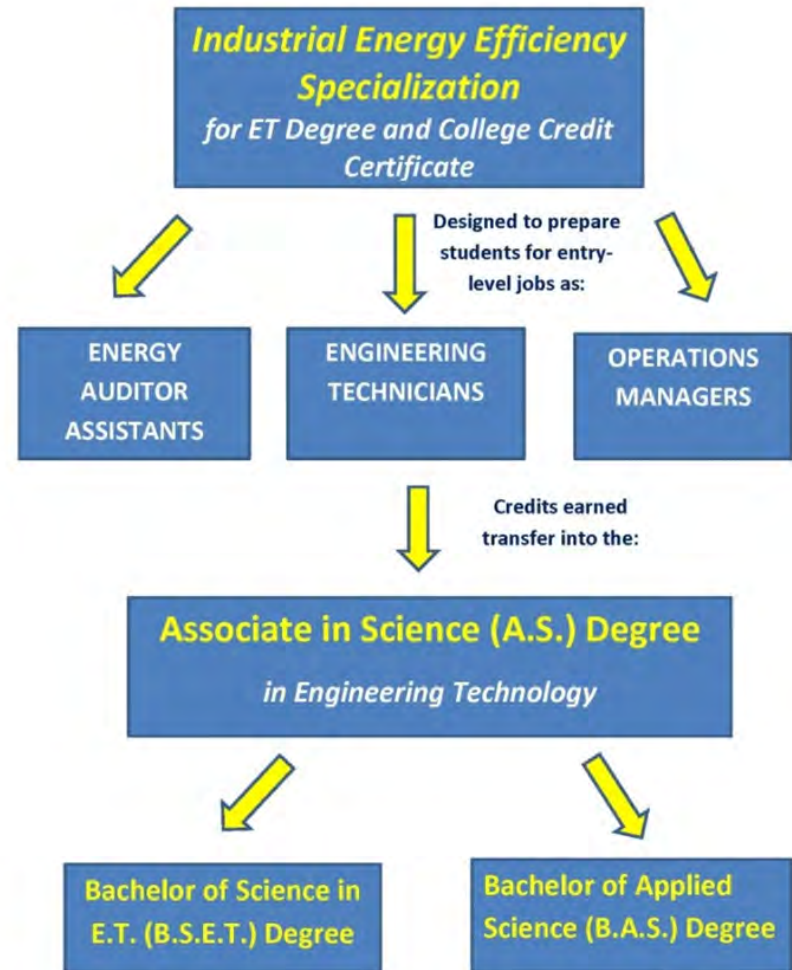 Industrial Energy Efficiency
Specialization
for ET Degree and College Credit
Certificate
Designed to prepare
students for entry-
level jobs as:
ENERGY
AUDITOR
ASSISTANTS
ENGINEERING
TECHNICIANS
OPERATIONS
MANAGERS
Credits earned
transfer into the:
Associate in Science (A.S.) Degree
in Engineering Technology
Bachelor of Science in
E.T. (B.S.E.T.) Degree
Bachelor of Applied
Science (B.A.S.) Degree